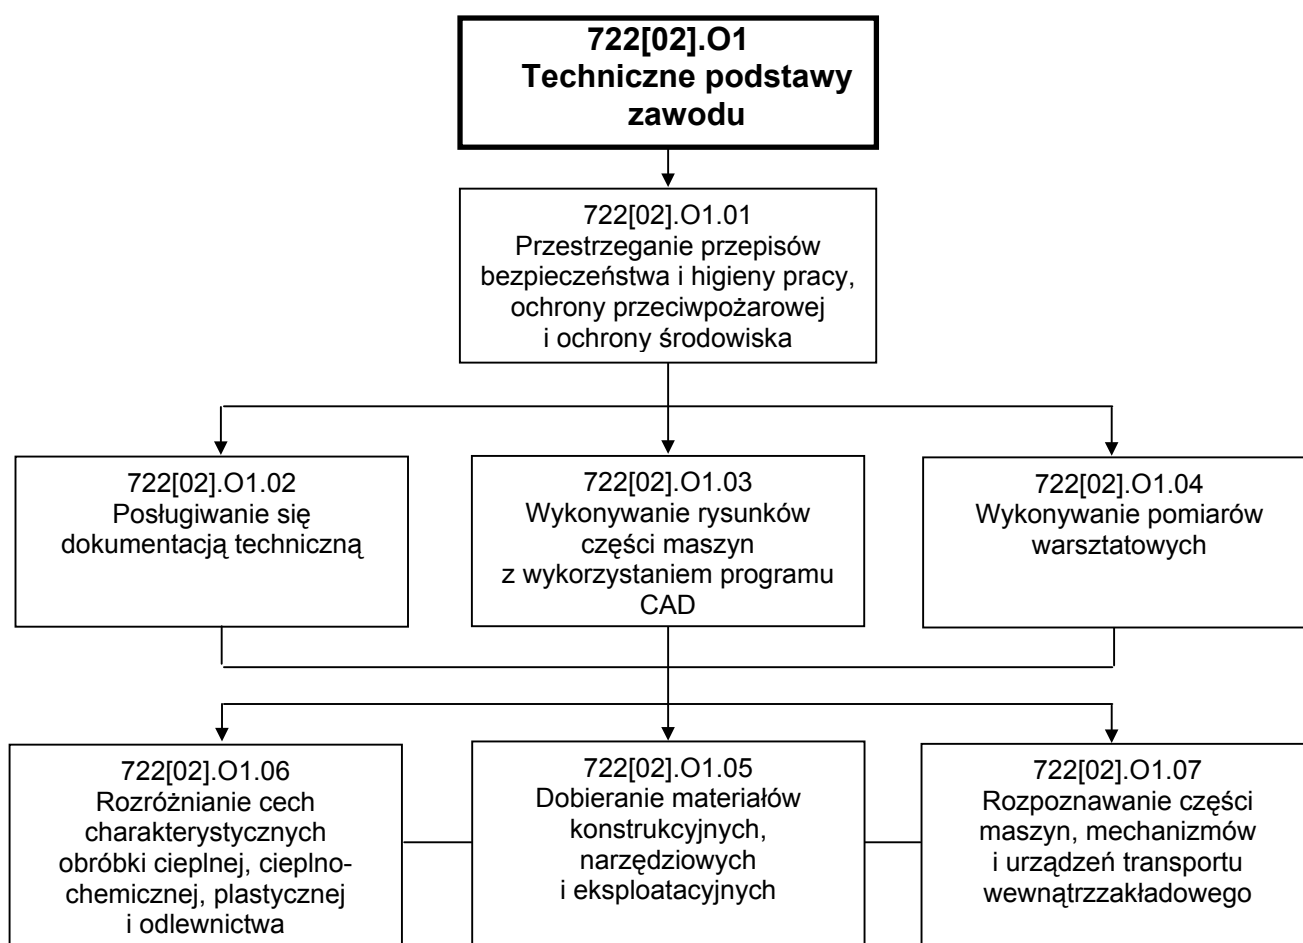 722[02].O1
Techniczne podstawy
zawodu
722[02].O1.01
Przestrzeganie przepisów
bezpieczeństwa i higieny pracy,
ochrony przeciwpożarowej
i ochrony środowiska
722[02].O1.02
Posługiwanie się
dokumentacją techniczną
722[02].O1.03
Wykonywanie rysunków
części maszyn
z wykorzystaniem programu
CAD
722[02].O1.04
Wykonywanie pomiarów
warsztatowych
722[02].O1.06
Rozróżnianie cech
charakterystycznych
obróbki cieplnej, cieplno-
chemicznej, plastycznej
i odlewnictwa
722[02].O1.05
Dobieranie materiałów
konstrukcyjnych,
narzędziowych
i eksploatacyjnych
722[02].O1.07
Rozpoznawanie części
maszyn, mechanizmów
i urządzeń transportu
wewnątrzzakładowego